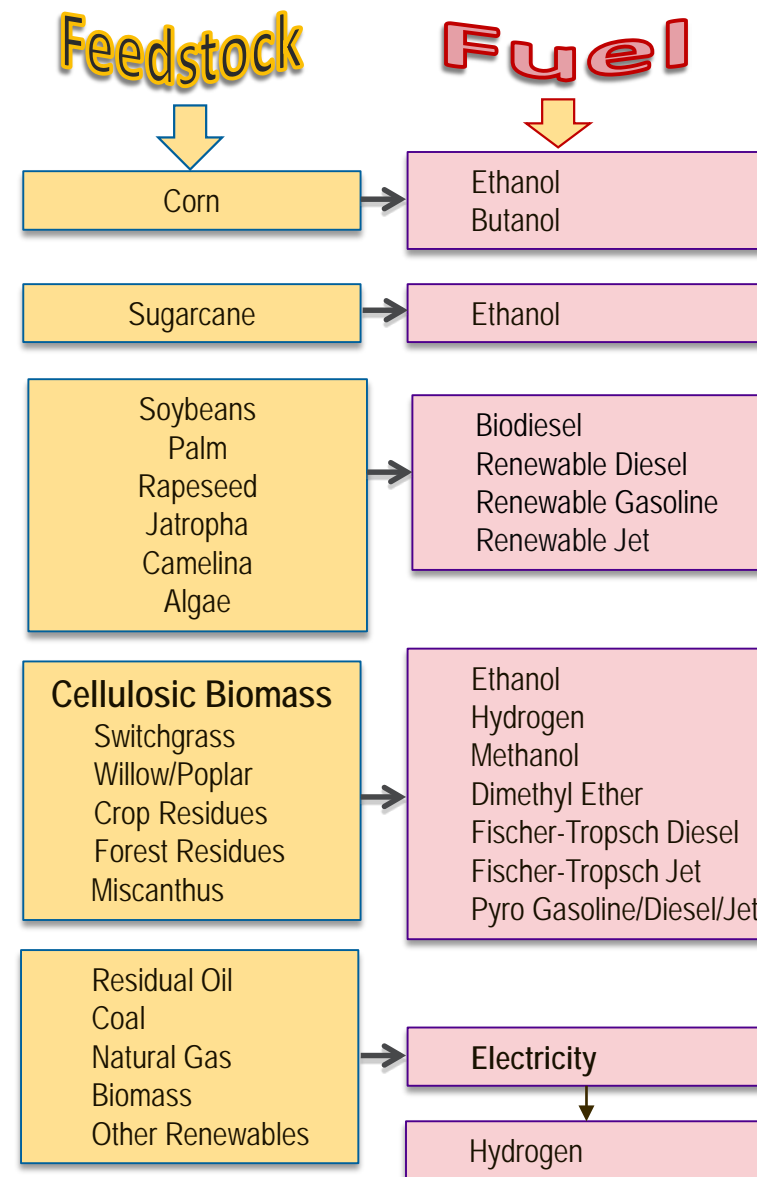 Feedstock
Fuel
Corn
Ethanol
Butanol
Sugarcane
Ethanol
Soybeans
Palm
Rapeseed
Jatropha
Camelina
Algae
Biodiesel
Renewable Diesel
Renewable Gasoline
Renewable Jet
Cellulosic Biomass
Switchgrass
Willow/Poplar
Crop Residues
Forest Residues
Miscanthus
Ethanol
Hydrogen
Methanol
Dimethyl Ether
Fischer-Tropsch Diesel
Fischer-Tropsch Jet
Pyro Gasoline/Diesel/Jet
Residual Oil
Coal
Natural Gas
Biomass
Other Renewables
Electricity
Hydrogen